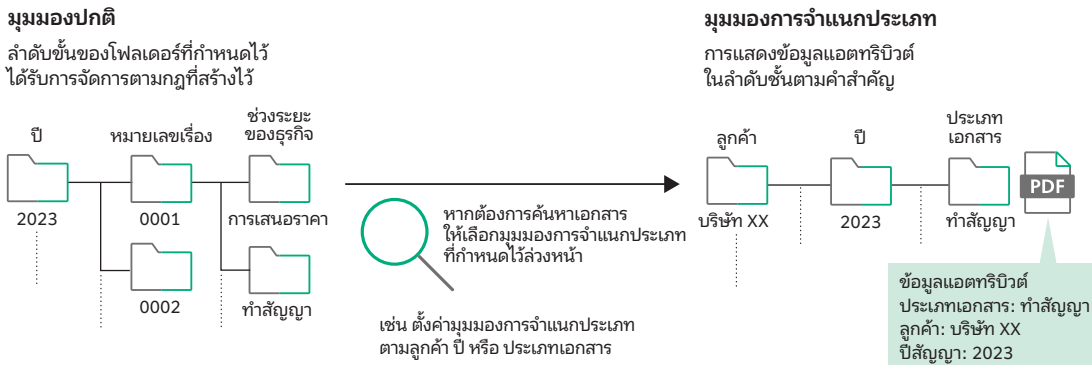 มุมมองปกติ
ลำดับขั้นของโฟลเดอร์ที่กำหนดไว้
ได้รับการจัดการตามกฎที่สร้างไว้
ปี
หมายเลขเรื่อง
ช่วงระยะ
ของธุรกิจ
2023
0001
การเสนอราคา
0002
ทำสัญญา
หากต้องการค้นหาเอกสาร
ให้เลือกมุมมองการจำแนกประเภท
ที่กำหนดไว้ล่วงหน้า
เช่น ตั้งค่ามุมมองการจำแนกประเภท
ตามลูกค้า ปี หรือ ประเภทเอกสาร
มุมมองการจำแนกประเภท
การแสดงข้อมูลแอตทริบิวต์
ในลำดับชั้นตามคำสำคัญ
ลูกค้า
ปี
ประเภท
เอกสาร
PDF
บริษัท XX
2023
ทำสัญญา
ข้อมูลแอตทริบิวต์
ประเภทเอกสาร: ทำสัญญา
ลูกค้า: บริษัท XX
ปีสัญญา: 2023